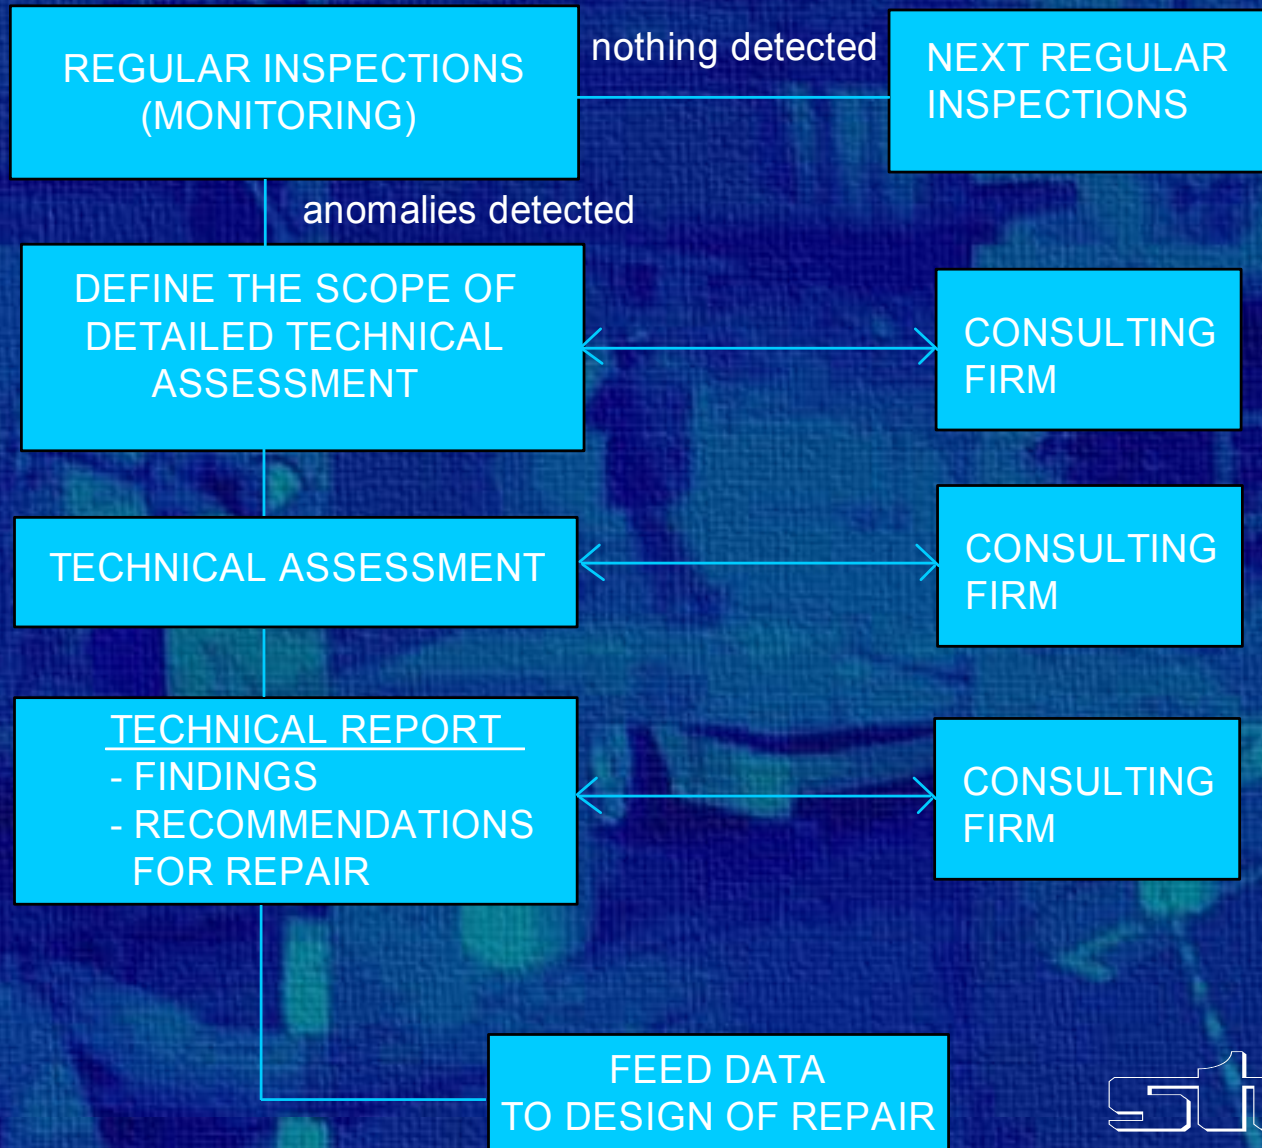 REGULAR INSPECTIONS
(MONITORING)
nothing detected
NEXT REGULAR
INSPECTIONS
anomalies detected
DEFINE THE SCOPE OF
DETAILED TECHNICAL
ASSESSMENT
CONSULTING
FIRM
TECHNICAL ASSESSMENT
CONSULTING
FIRM
TECHNICAL REPORT
- FINDINGS
- RECOMMENDATIONS
FOR REPAIR
CONSULTING
FIRM
FEED DATA
TO DESIGN OF REPAIR